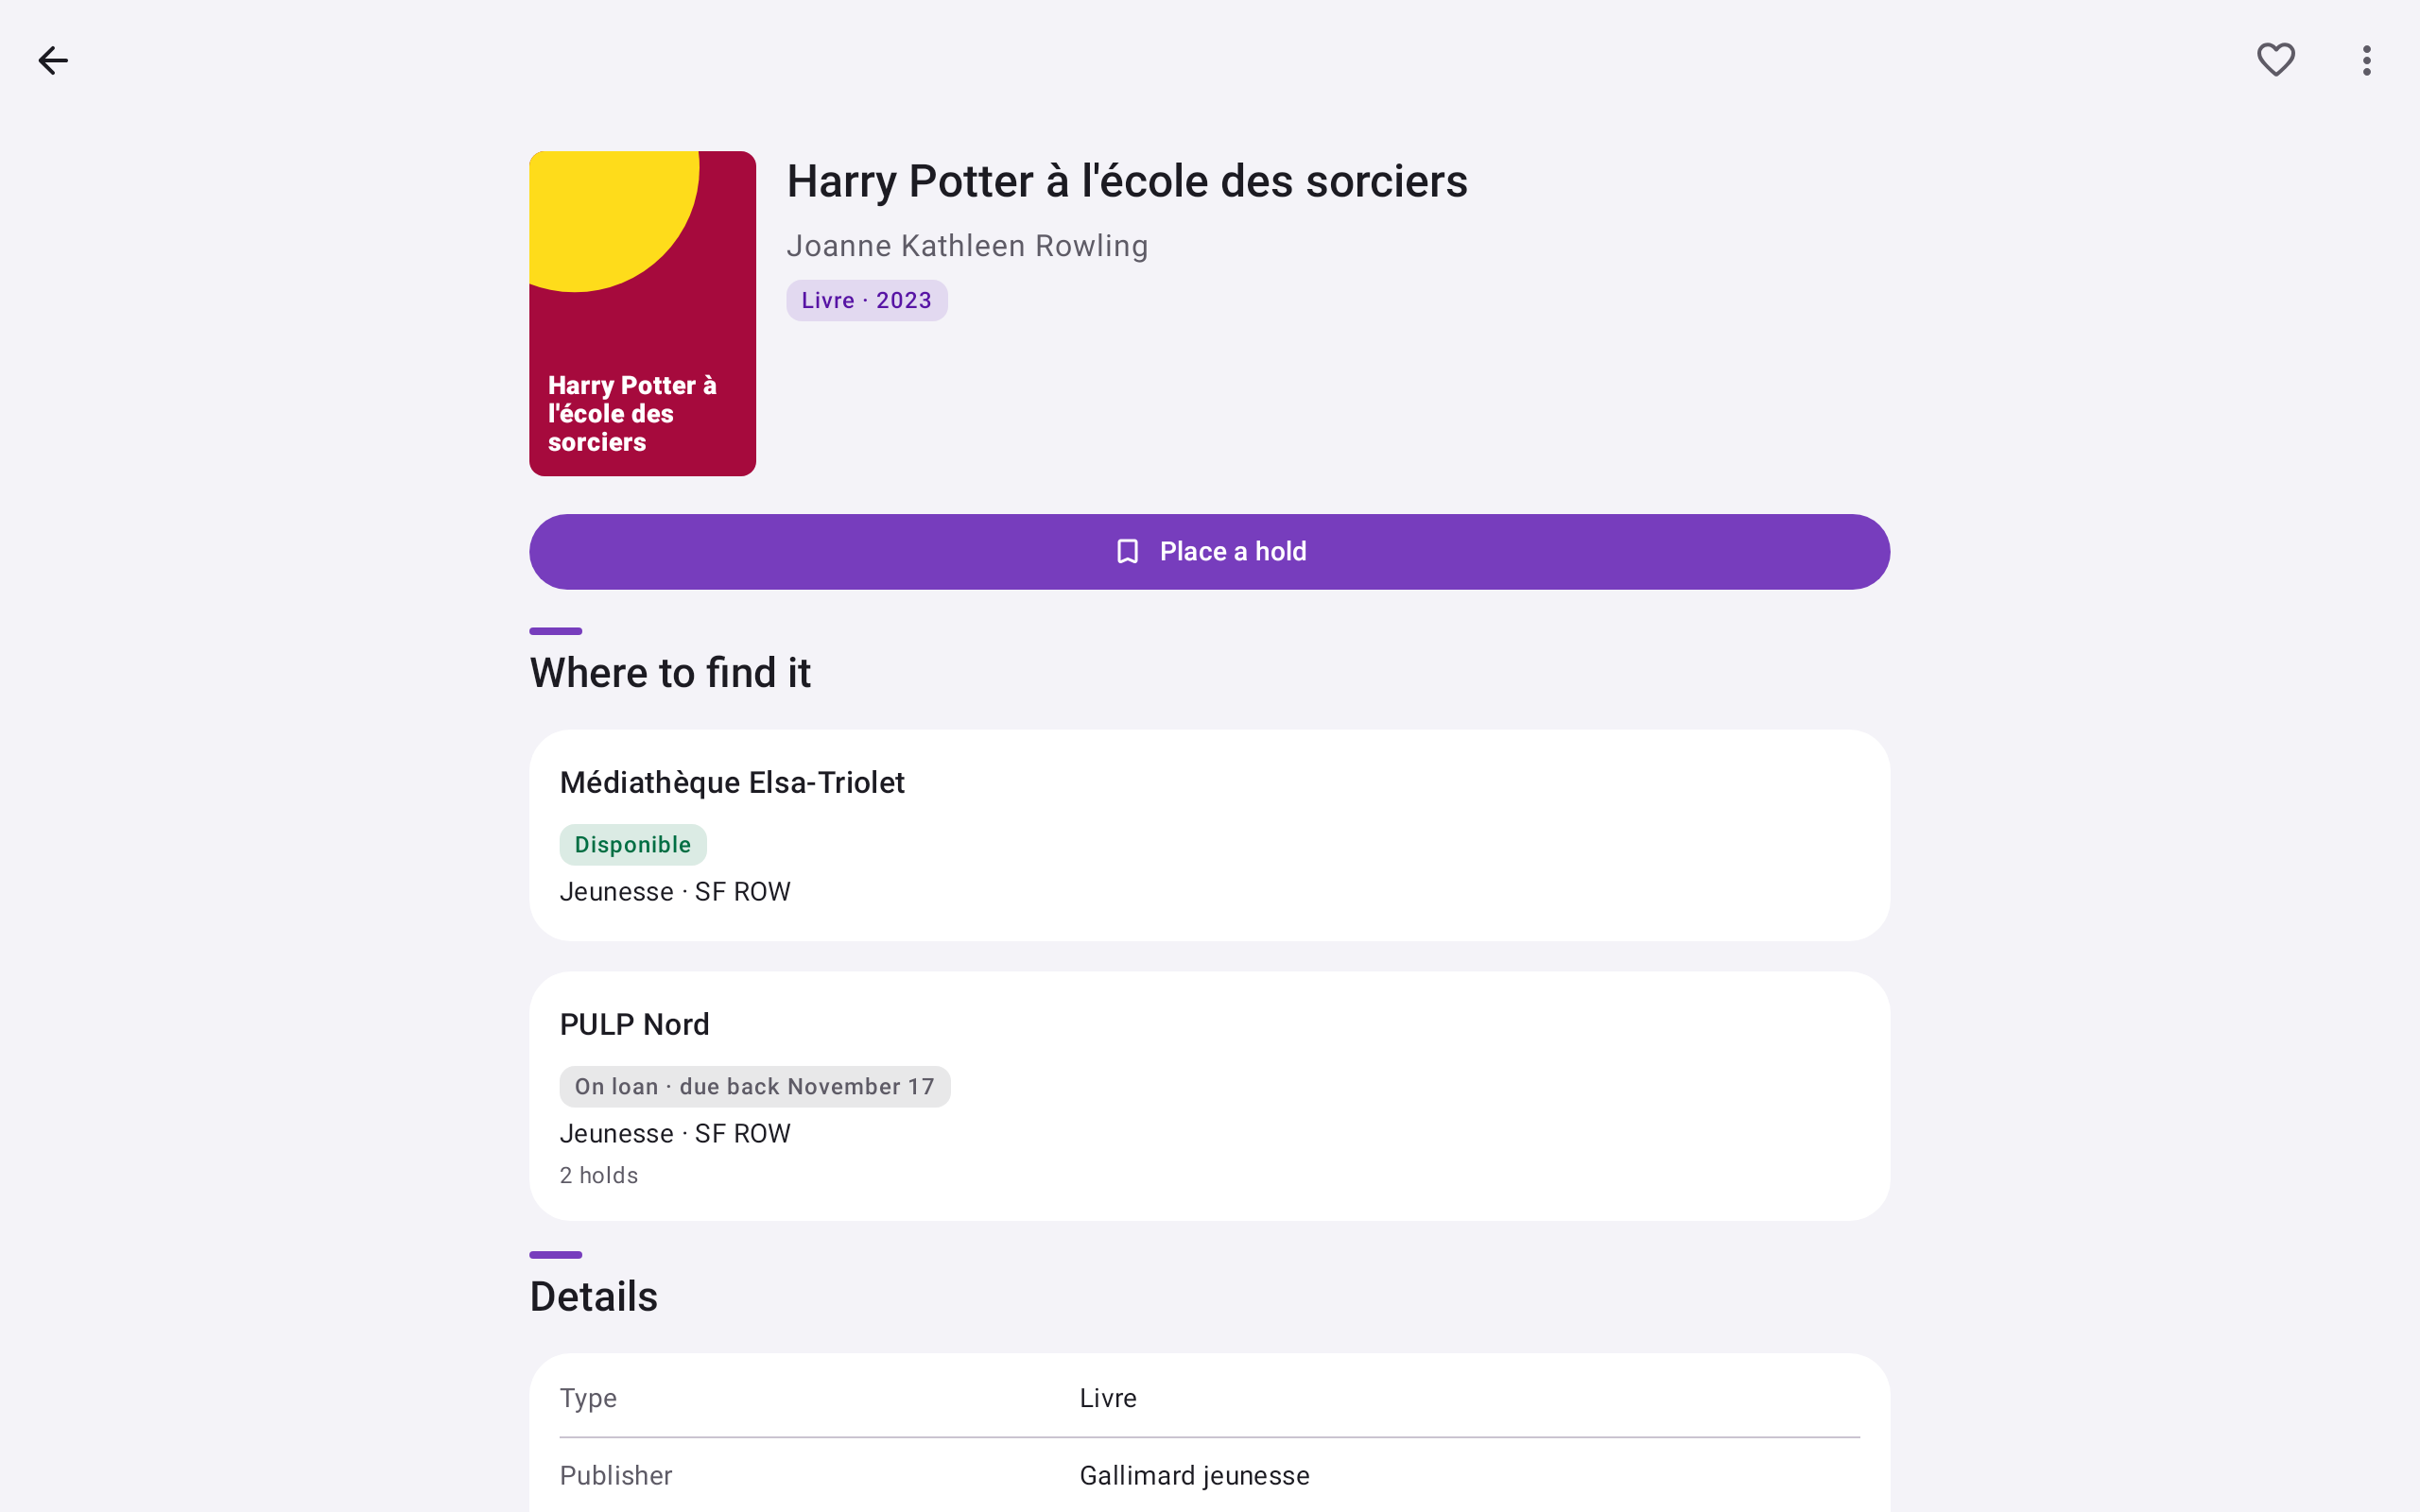 Harry Potter à l'école des sorciers
Joanne Kathleen Rowling
Livre · 2023
Harry Potter à
l'école des
sorciers
Place a hold
Where to find it
Médiathèque Elsa-Triolet
Disponible
Jeunesse · SF ROW
PULP Nord
On loan · due back November 17
Jeunesse · SF ROW
2 holds
Details
Type Livre
Publisher Gallimard jeunesse